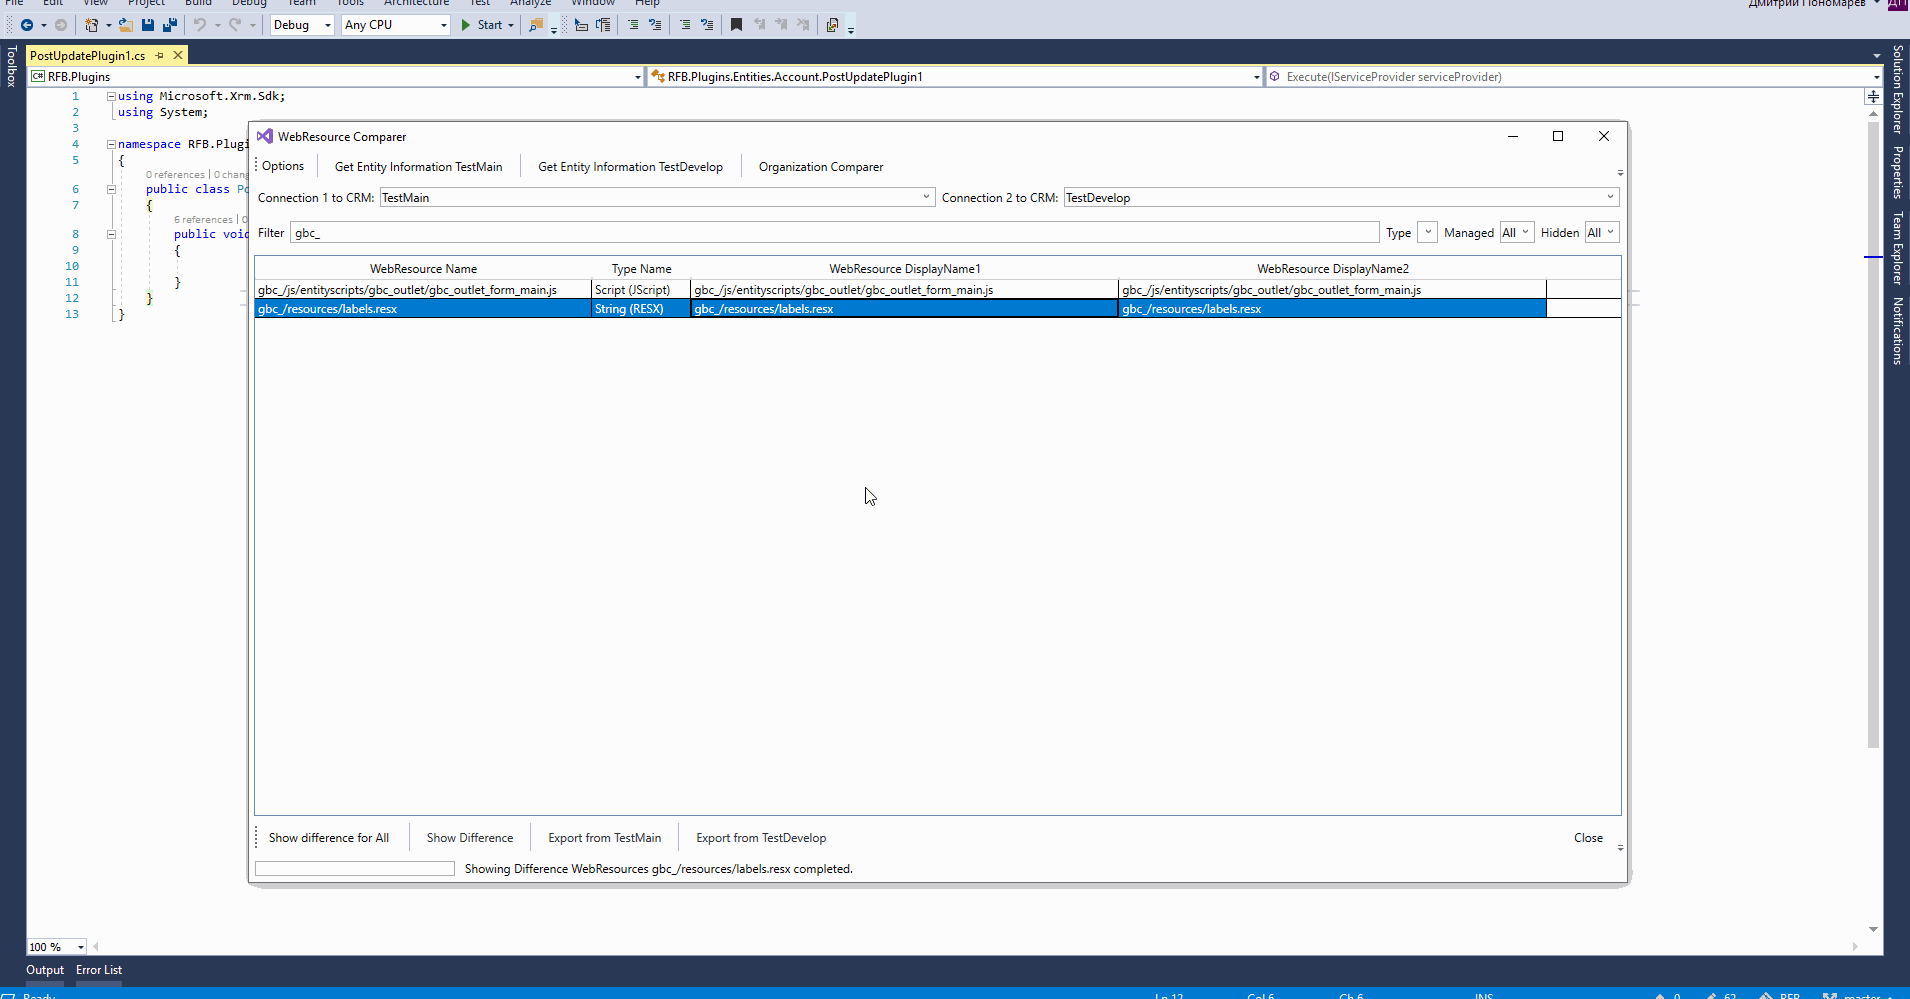 File Edit View Project Build Debug Team Tools Architecture Test Analyze Window Help
Дмитрий Пономарев ДП
Debug Any CPU Start
Toolbox
PostUpdatePlugin1.cs
RFB.Plugins RFB.Plugins.Entities.Account.PostUpdatePlugin1 Execute(IServiceProvider serviceProvider)
1 using Microsoft.Xrm.Sdk;
2 using System;
3
4 namespace RFB.Plugi
5 {
0 references | 0 chang
6 public class Po
7 {
6 references | 0
8 public void
9 {
10
11 }
12 }
13 }
WebResource Comparer
Options Get Entity Information TestMain Get Entity Information TestDevelop Organization Comparer
Connection 1 to CRM: TestMain Connection 2 to CRM: TestDevelop
Filter gbc_ Type Managed All Hidden All
WebResource Name Type Name WebResource DisplayName1 WebResource DisplayName2
gbc_/js/entityscripts/gbc_outlet/gbc_outlet_form_main.js Script (JScript) gbc_/js/entityscripts/gbc_outlet/gbc_outlet_form_main.js gbc_/js/entityscripts/gbc_outlet/gbc_outlet_form_main.js
gbc_/resources/labels.resx String (RESX) gbc_/resources/labels.resx gbc_/resources/labels.resx
Show difference for All Show Difference Export from TestMain Export from TestDevelop Close
Showing Difference WebResources gbc_/resources/labels.resx completed.
Solution Explorer
Properties
Team Explorer
Notifications
100 %
Output Error List
Ready Ln 12 Col 6 Ch 6 INS 0 62 RFB master